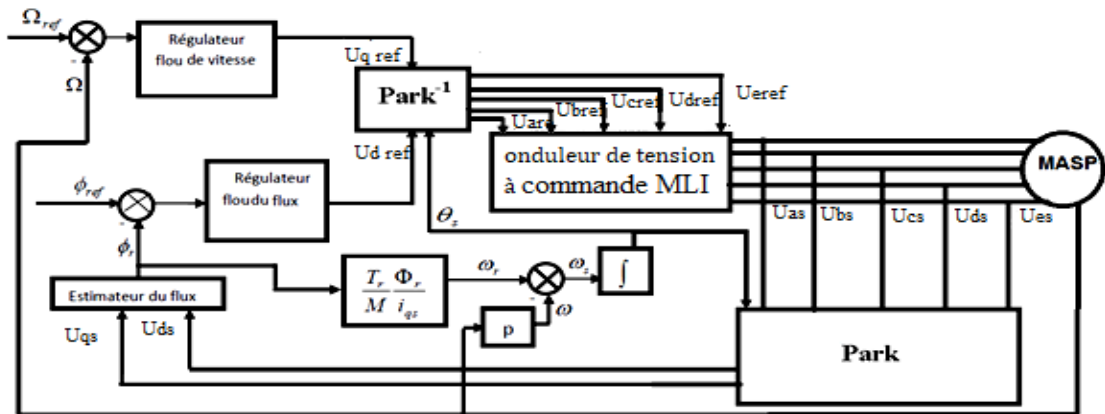 Ω_ref
Régulateur
flou de vitesse
Ω
-
Uq ref
Park⁻¹
Uare
Ubref
Ucref
Udref
Ueref
onduleur de tension
à commande MLI
MASP
Uas
Ubs
Ucs
Uds
Ues
Ud ref
ϕ_ref
-
ϕ_r
Régulateur
floudu flux
θ_s
Estimateur du flux
T_r Φ_r
M i_qs
ω_r
-
ω_s
∫
ω
p
Uqs
Uds
Park